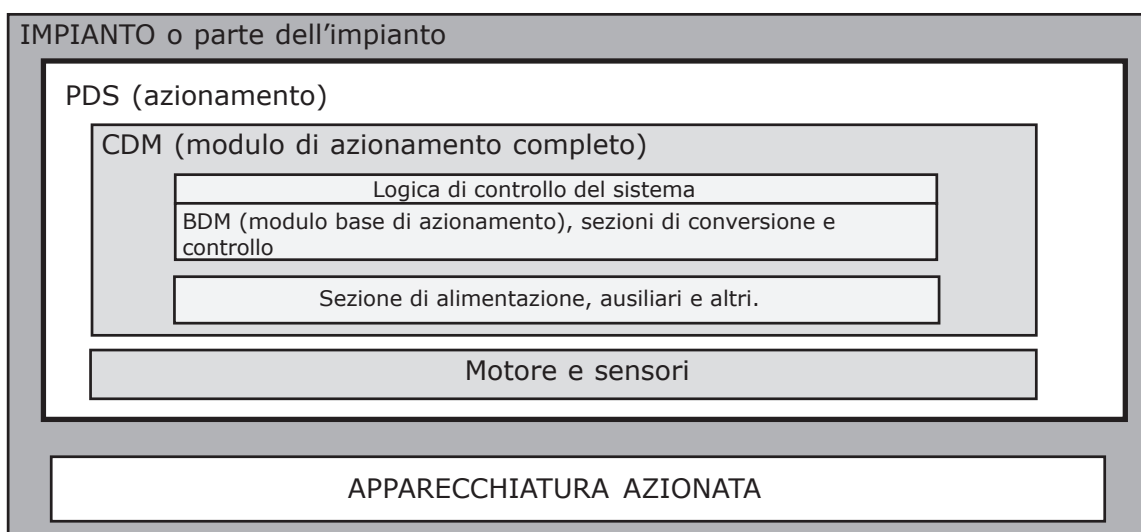 IMPIANTO o parte dell’impianto
PDS (azionamento)
CDM (modulo di azionamento completo)
Logica di controllo del sistema
BDM (modulo base di azionamento), sezioni di conversione e
controllo
Sezione di alimentazione, ausiliari e altri.
Motore e sensori
APPARECCHIATURA AZIONATA